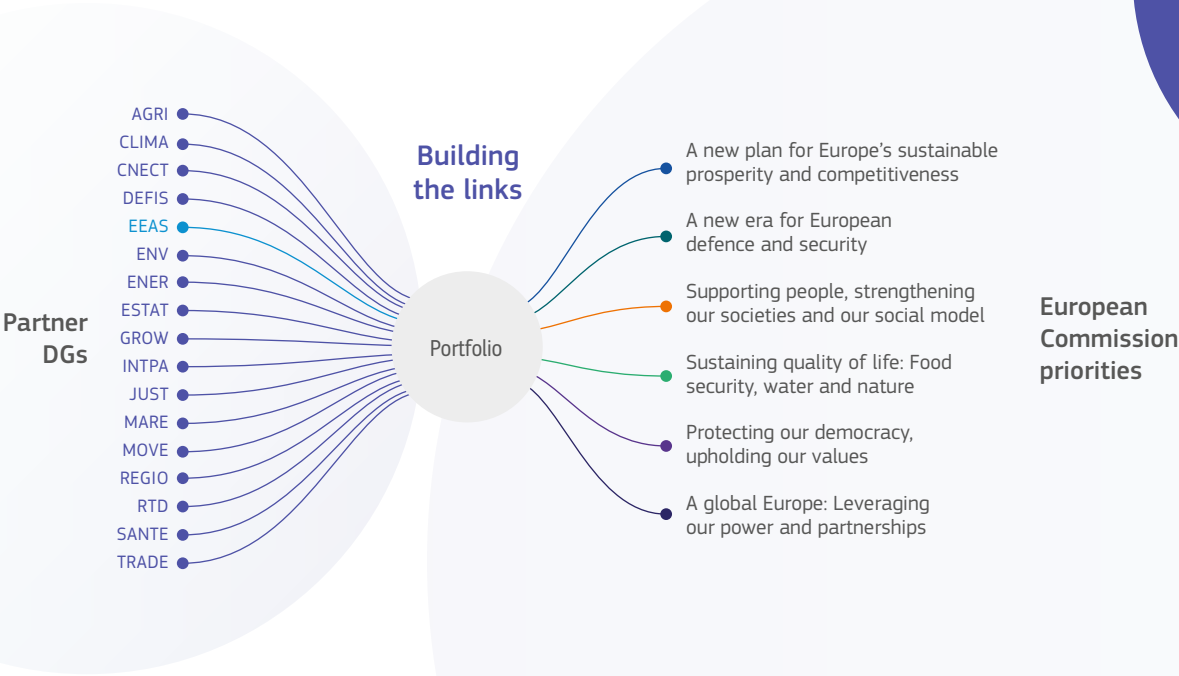 Partner
DGs
AGRI
CLIMA
CNECT
DEFIS
EEAS
ENV
ENER
ESTAT
GROW
INTPA
JUST
MARE
MOVE
REGIO
RTD
SANTE
TRADE
Building
the links
Portfolio
A new plan for Europe’s sustainable
prosperity and competitiveness
A new era for European
defence and security
Supporting people, strengthening
our societies and our social model
Sustaining quality of life: Food
security, water and nature
Protecting our democracy,
upholding our values
A global Europe: Leveraging
our power and partnerships
European
Commission
priorities